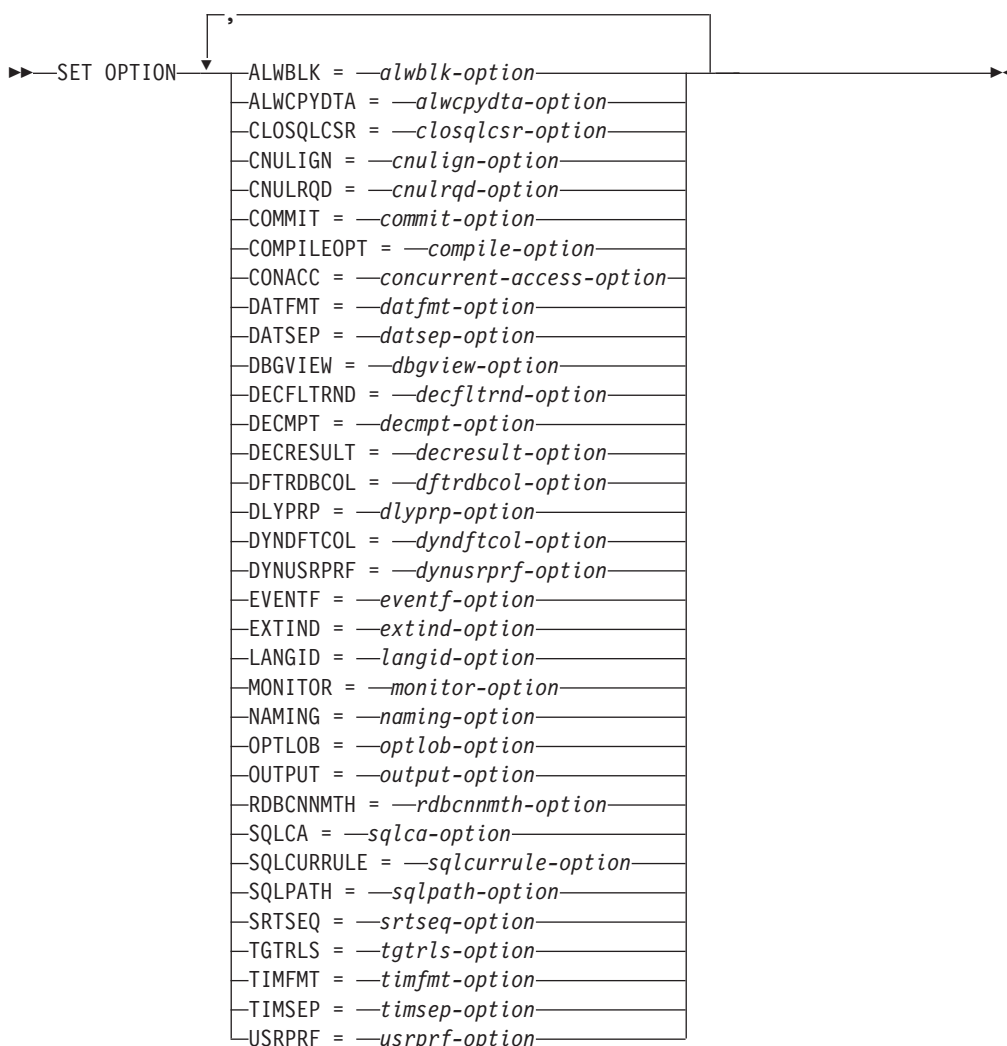 ,
SET OPTION ALWBLK = alwblk-option
ALWCPYDTA = alwcpydta-option
CLOSQLCSR = closqlcsr-option
CNULIGN = cnulign-option
CNULRQD = cnulrqd-option
COMMIT = commit-option
COMPILEOPT = compile-option
CONACC = concurrent-access-option
DATFMT = datfmt-option
DATSEP = datsep-option
DBGVIEW = dbgview-option
DECFLTRND = decfltrnd-option
DECMPT = decmpt-option
DECRESULT = decresult-option
DFTRDBCOL = dftrdbcol-option
DLYPRP = dlyprp-option
DYNDFTCOL = dyndftcol-option
DYNUSRPRF = dynusrprf-option
EVENTF = eventf-option
EXTIND = extind-option
LANGID = langid-option
MONITOR = monitor-option
NAMING = naming-option
OPTLOB = optlob-option
OUTPUT = output-option
RDBCNNMTH = rdbcnnmth-option
SQLCA = sqlca-option
SQLCURRULE = sqlcurrule-option
SQLPATH = sqlpath-option
SRTSEQ = srtseq-option
TGTRLS = tgtrls-option
TIMFMT = timfmt-option
TIMSEP = timsep-option
USRPRF = usrprf-option